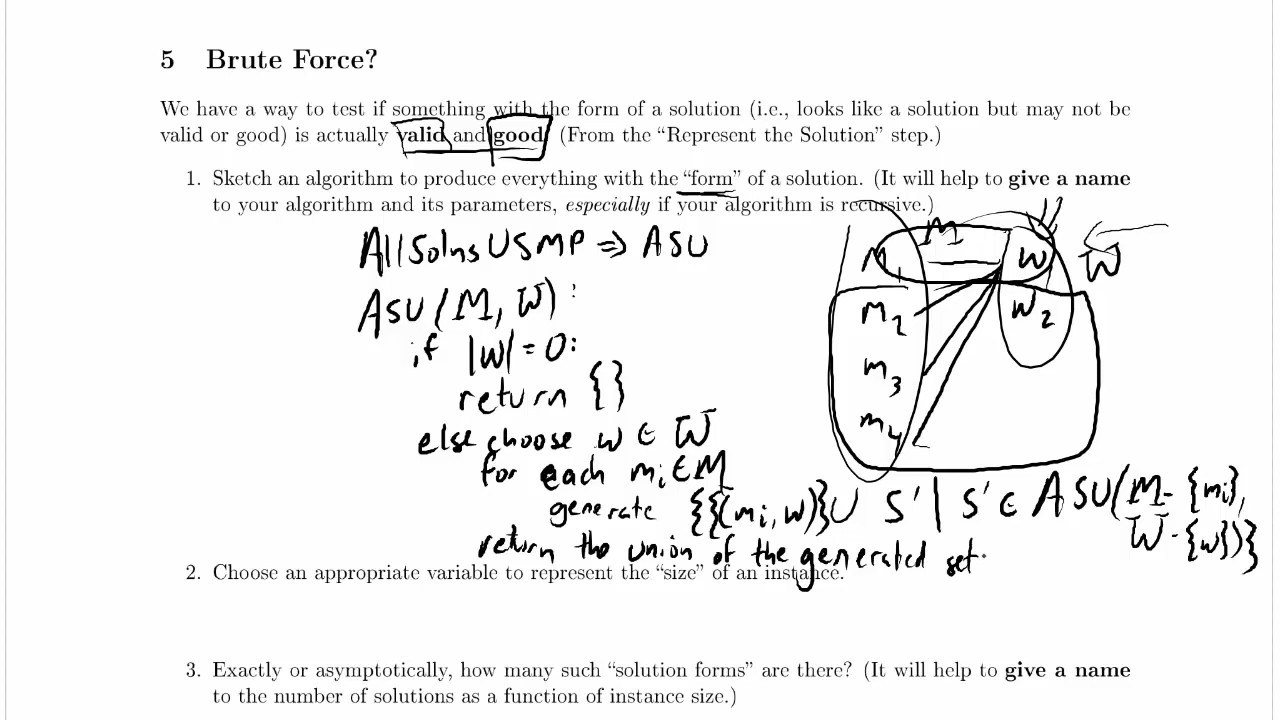 5 Brute Force?
We have a way to test if something with the form of a solution (i.e., looks like a solution but may not be
valid or good) is actually valid and good. (From the “Represent the Solution” step.)
1. Sketch an algorithm to produce everything with the “form” of a solution. (It will help to give a name
to your algorithm and its parameters, especially if your algorithm is recursive.)
AllSolnsUSMP ⇒ ASU
ASU(M, W):
if |W| = 0:
return {}
else choose w ∈ W
for each mi ∈ M
generate {{(mi, w)} ∪ S' | S' ∈ ASU(M - {mi},
W - {w})}
return the union of the generated set.
M
M1 W W
m2 W2
m3
m4
2. Choose an appropriate variable to represent the “size” of an instance.
3. Exactly or asymptotically, how many such “solution forms” are there? (It will help to give a name
to the number of solutions as a function of instance size.)